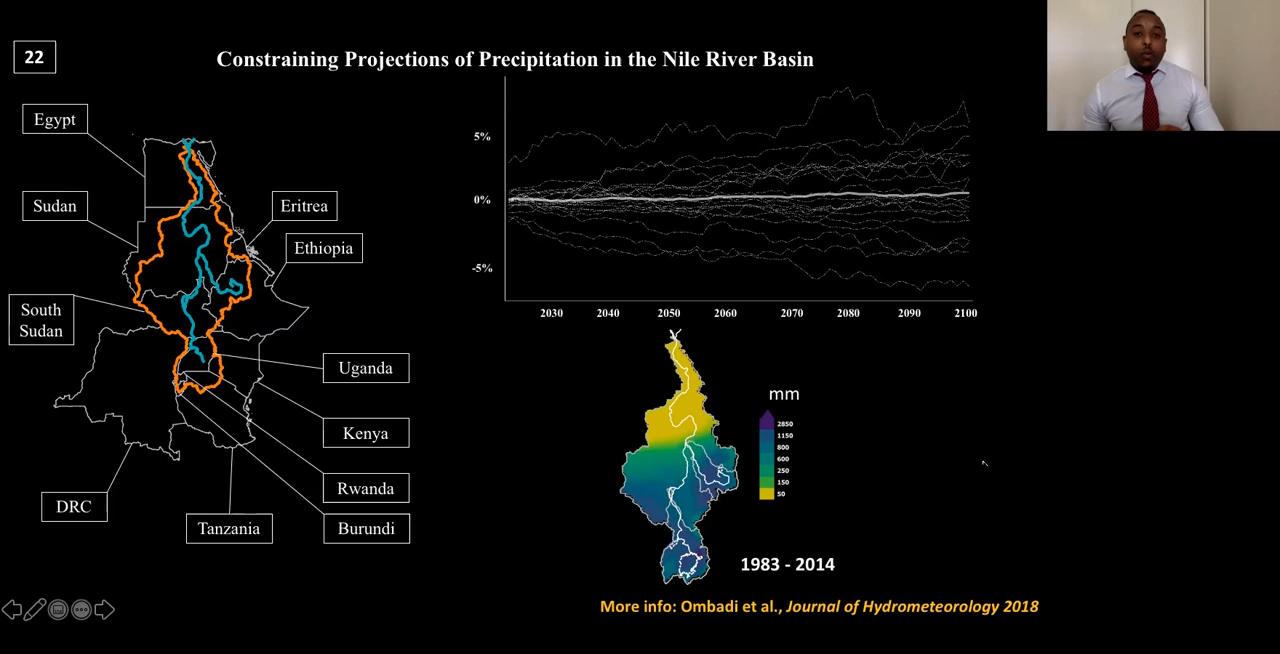 22
Constraining Projections of Precipitation in the Nile River Basin
Egypt
Sudan
South
Sudan
DRC
Eritrea
Ethiopia
Uganda
Kenya
Rwanda
Burundi
Tanzania
5%
0%
-5%
2030 2040 2050 2060 2070 2080 2090 2100
mm
2850
1150
800
600
250
150
50
1983 - 2014
More info: Ombadi et al., Journal of Hydrometeorology 2018